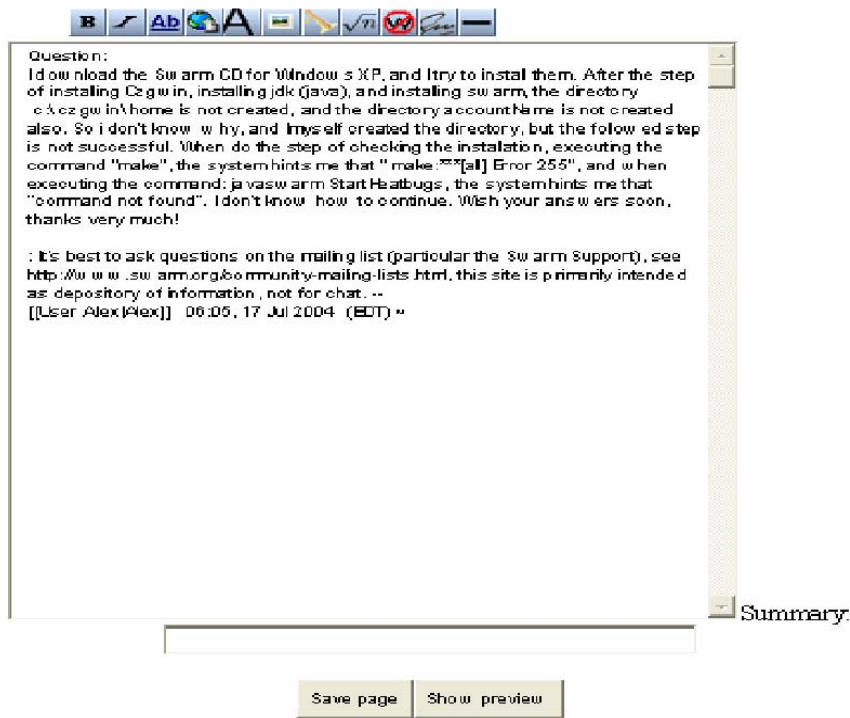 B I Ab A √n W
Question:
I download the Swarm CD for Windows XP, and I try to install them. After the step
of installing Czgwin, installing jdk (java), and installing swarm, the directory
c:\czgwin\home is not created, and the directory accountName is not created
also. So i don't know why, and I myself created the directory, but the folowed step
is not successful. When do the step of checking the installation, executing the
command "make", the system hints me that " make:***[all] Error 255", and when
executing the command: javaswarm StartHeatbugs, the system hints me that
"command not found". I don't know how to continue. Wish your answers soon,
thanks very much!
: It's best to ask questions on the mailing list (particular the Swarm Support), see
http://www.swarm.org/community-mailing-lists.html, this site is primarily intended
as depository of information, not for chat. --
[[User:Alex|Alex]] 06:05, 17 Jul 2004 (EDT)
Summary:
Save page Show preview